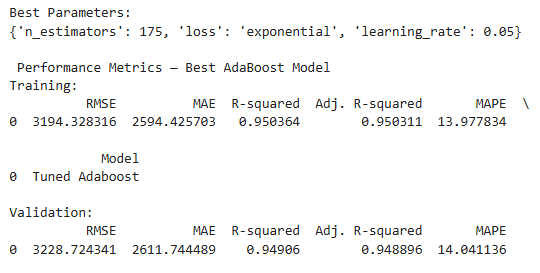 Best Parameters:
{'n_estimators': 175, 'loss': 'exponential', 'learning_rate': 0.05}
Performance Metrics — Best AdaBoost Model
Training:
RMSE MAE R-squared Adj. R-squared MAPE \
0 3194.328316 2594.425703 0.950364 0.950311 13.977834
Model
0 Tuned Adaboost
Validation:
RMSE MAE R-squared Adj. R-squared MAPE
0 3228.724341 2611.744489 0.94906 0.948896 14.041136